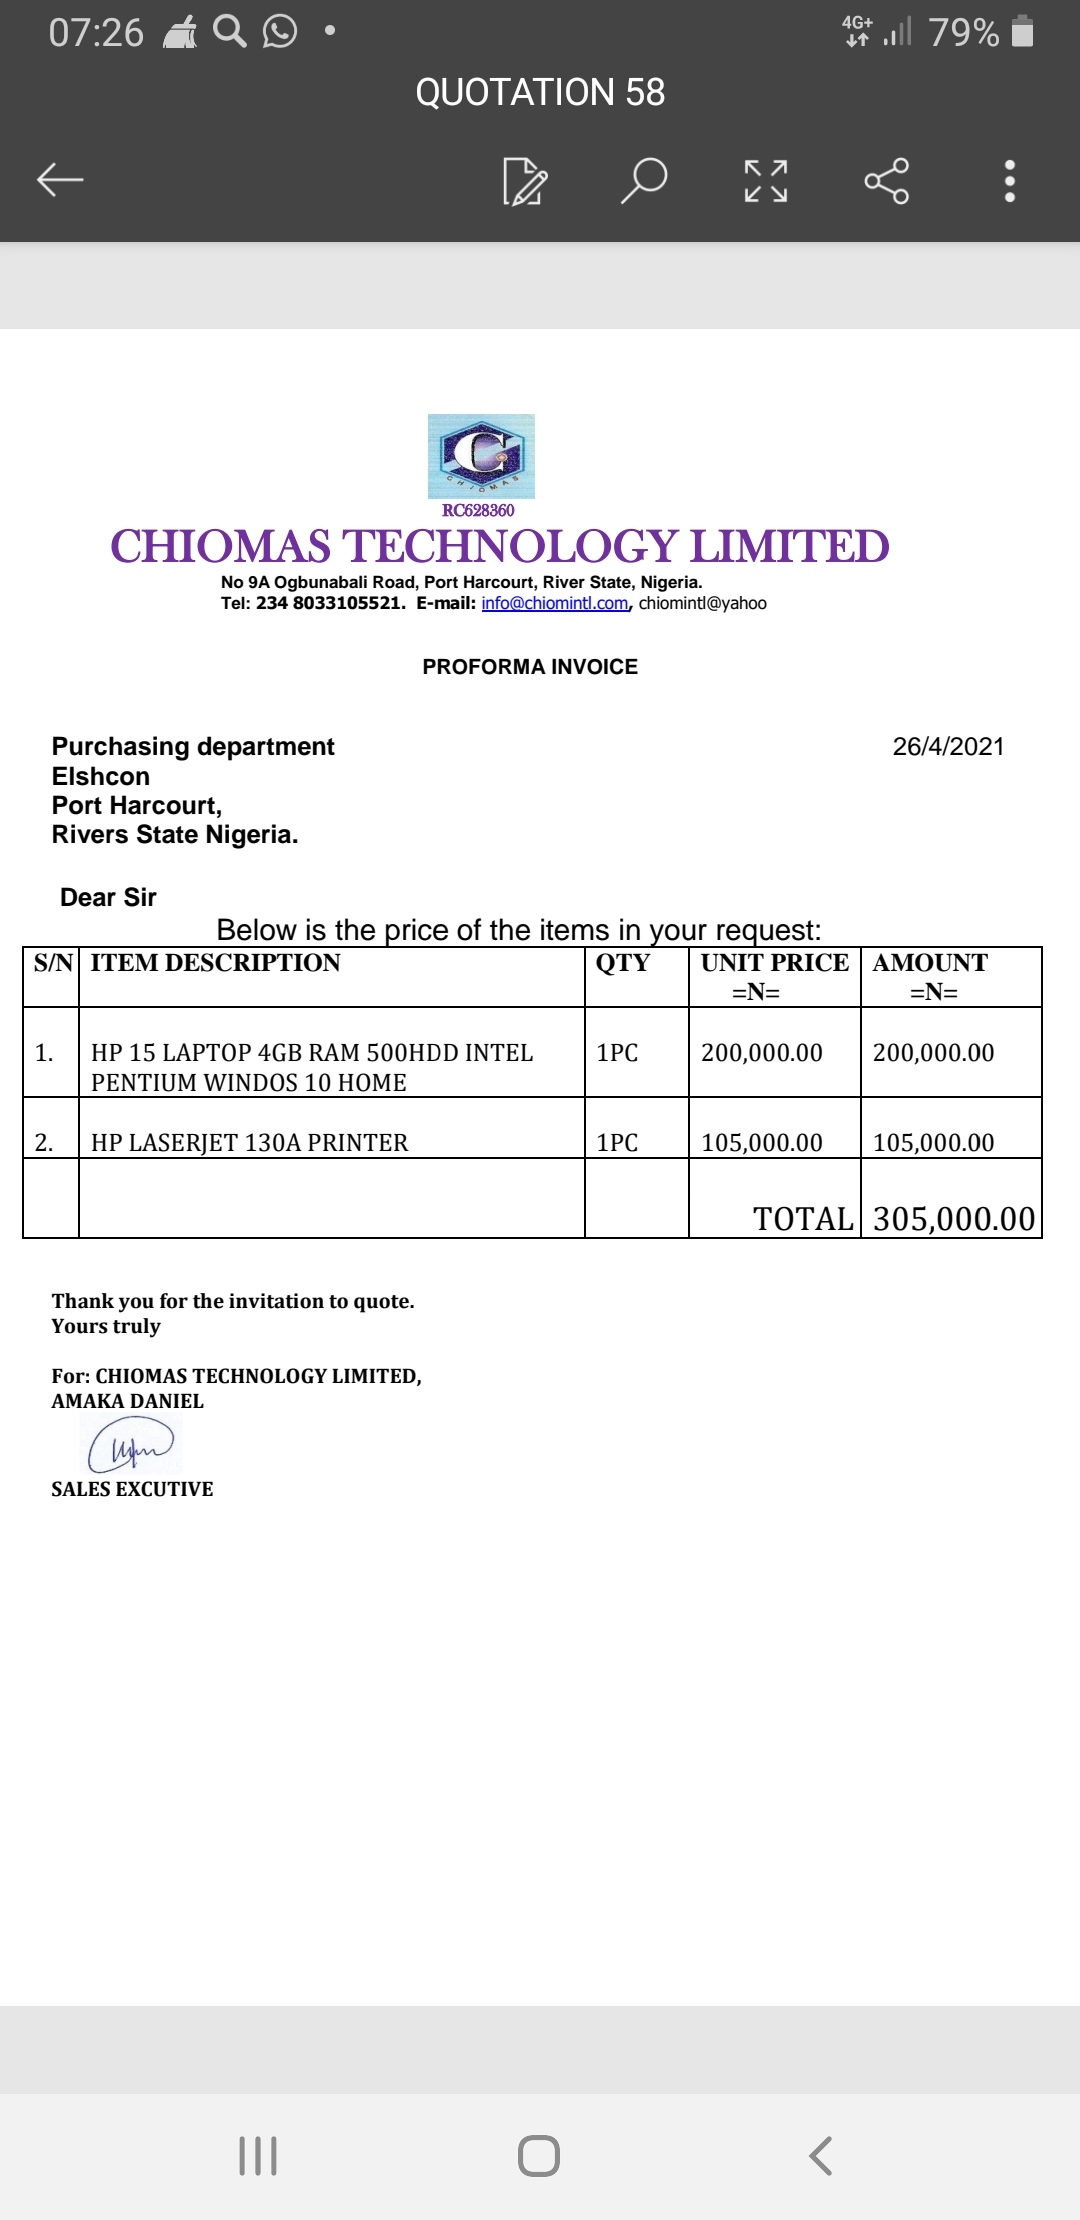 07:26
4G+ 79%
QUOTATION 58
CHIOMAS
RC628360
CHIOMAS TECHNOLOGY LIMITED
No 9A Ogbunabali Road, Port Harcourt, River State, Nigeria.
Tel: 234 8033105521. E-mail: info@chiomintl.com, chiomintl@yahoo
PROFORMA INVOICE
Purchasing department 26/4/2021
Elshcon
Port Harcourt,
Rivers State Nigeria.
Dear Sir
Below is the price of the items in your request:
S/N ITEM DESCRIPTION QTY UNIT PRICE AMOUNT
=N= =N=
1. HP 15 LAPTOP 4GB RAM 500HDD INTEL 1PC 200,000.00 200,000.00
PENTIUM WINDOS 10 HOME
2. HP LASERJET 130A PRINTER 1PC 105,000.00 105,000.00
TOTAL 305,000.00
Thank you for the invitation to quote.
Yours truly
For: CHIOMAS TECHNOLOGY LIMITED,
AMAKA DANIEL
SALES EXCUTIVE